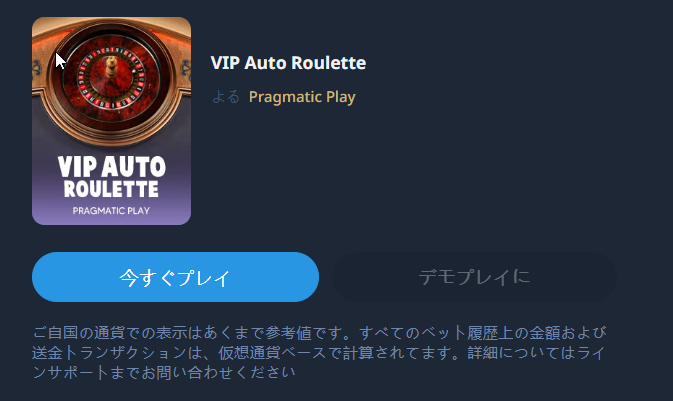 VIP Auto Roulette
よる Pragmatic Play
VIP AUTO
ROULETTE
PRAGMATIC PLAY
今すぐプレイ
デモプレイに
ご自国の通貨での表示はあくまで参考値です。すべてのベット履歴上の金額および
送金トランザクションは、仮想通貨ベースで計算されてます。詳細についてはライ
ンサポートまでお問い合わせください